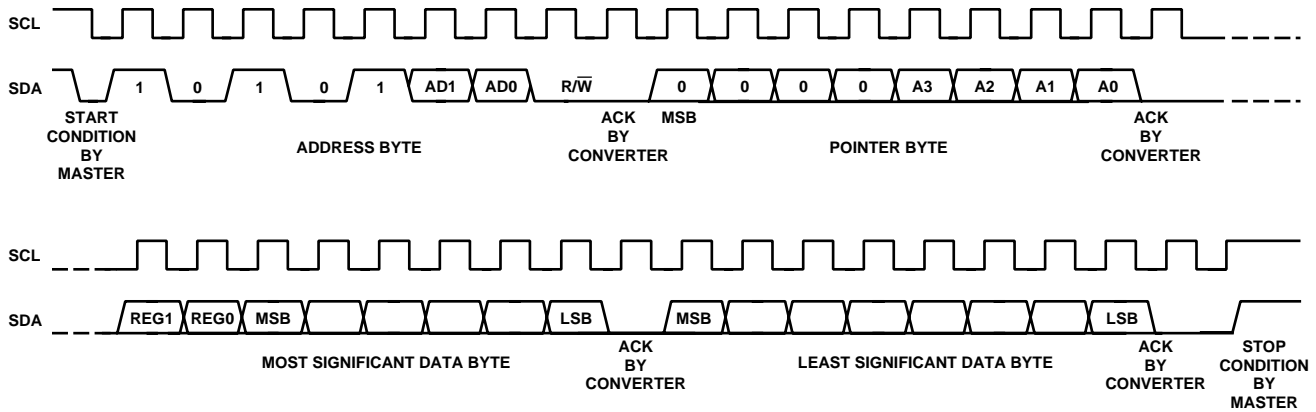 SCL
SDA 1 0 1 0 1 AD1 AD0 R/W̅ 0 0 0 0 A3 A2 A1 A0
START CONDITION BY MASTER
ADDRESS BYTE
ACK BY CONVERTER
MSB
POINTER BYTE
ACK BY CONVERTER
SCL
SDA REG1 REG0 MSB LSB MSB LSB
MOST SIGNIFICANT DATA BYTE
ACK BY CONVERTER
LEAST SIGNIFICANT DATA BYTE
ACK BY CONVERTER
STOP CONDITION BY MASTER